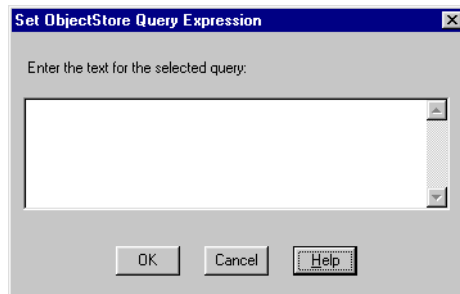 Set ObjectStore Query Expression
Enter the text for the selected query:
OK Cancel Help